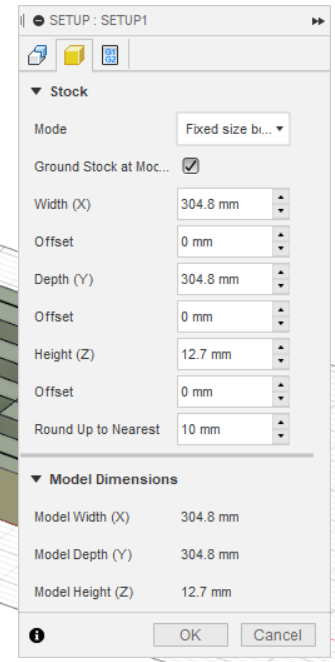 SETUP : SETUP1
G1
G2
Stock
Mode Fixed size b...
Ground Stock at Moc...
Width (X) 304.8 mm
Offset 0 mm
Depth (Y) 304.8 mm
Offset 0 mm
Height (Z) 12.7 mm
Offset 0 mm
Round Up to Nearest 10 mm
Model Dimensions
Model Width (X) 304.8 mm
Model Depth (Y) 304.8 mm
Model Height (Z) 12.7 mm
OK Cancel